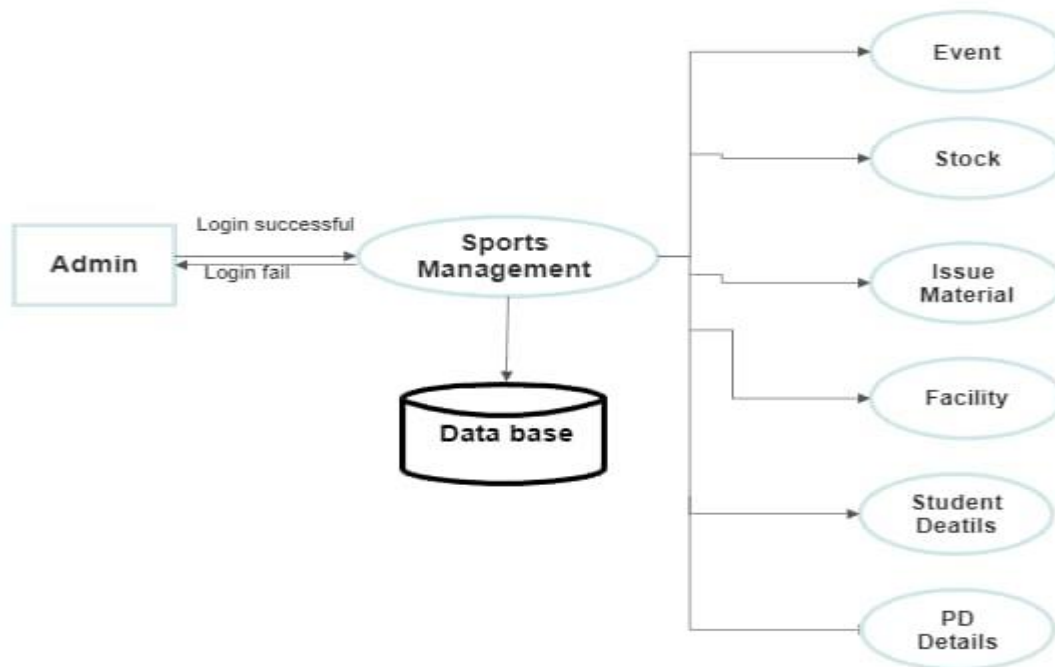 Event
Stock
Login successful
Admin
Login fail
Sports
Management
Issue
Material
Data base
Facility
Student
Deatils
PD
Details